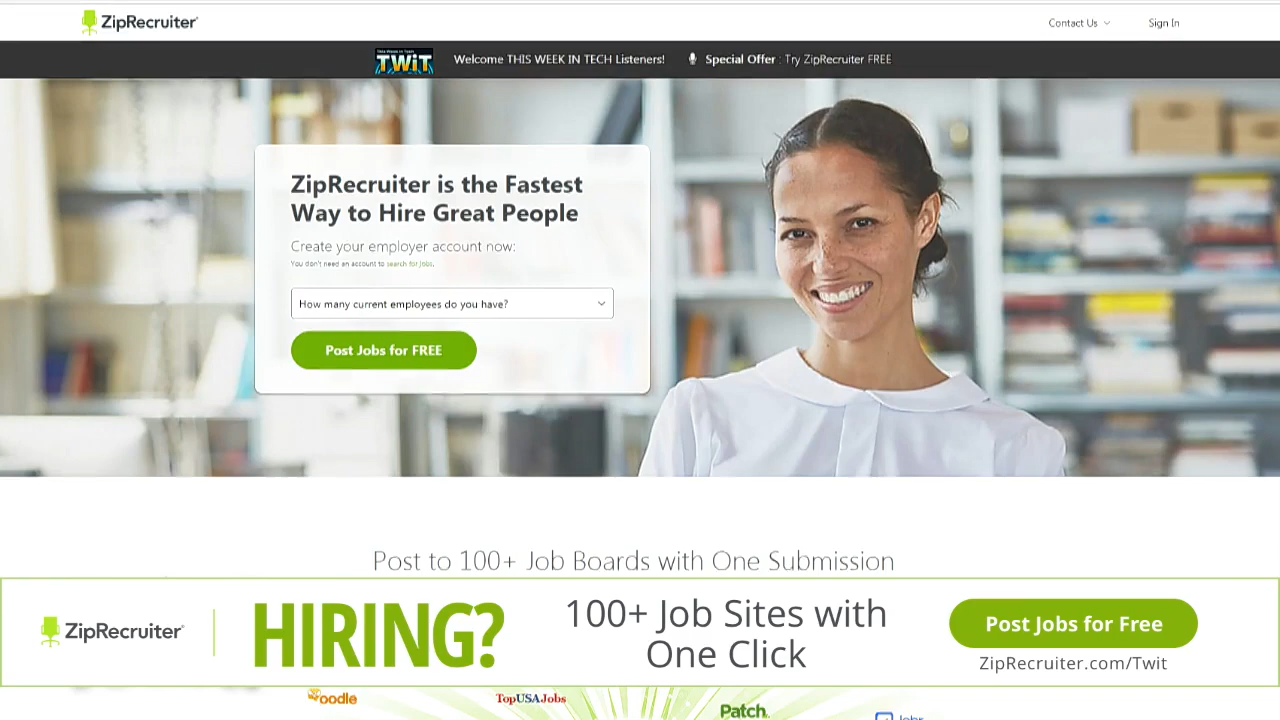 ZipRecruiter
Contact Us
Sign In
TWiT
Welcome THIS WEEK IN TECH Listeners!
Special Offer : Try ZipRecruiter FREE
ZipRecruiter is the Fastest
Way to Hire Great People
Create your employer account now:
You don't need an account to search for jobs.
How many current employees do you have?
Post Jobs for FREE
Post to 100+ Job Boards with One Submission
ZipRecruiter
HIRING?
100+ Job Sites with
One Click
Post Jobs for Free
ZipRecruiter.com/Twit
Oodle
TopUSAJobs
Patch